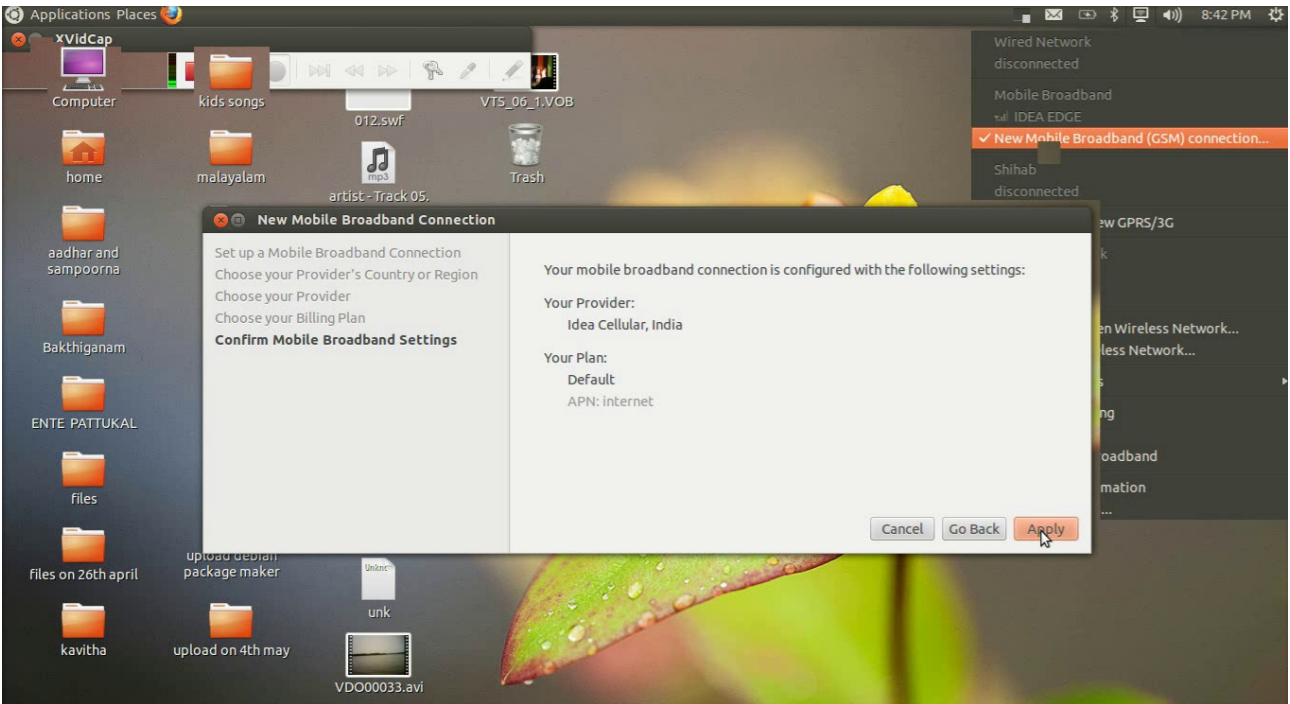 Applications Places
8:42 PM
XVidCap
Computer
kids songs
012.swf
VTS_06_1.VOB
home
malayalam
mp3
artist - Track 05.
Trash
aadhar and
sampoorna
Bakthiganam
ENTE PATTUKAL
files
files on 26th april
upload debian
package maker
Unkno
unk
kavitha
upload on 4th may
VDO00033.avi
New Mobile Broadband Connection
Set up a Mobile Broadband Connection
Choose your Provider's Country or Region
Choose your Provider
Choose your Billing Plan
Confirm Mobile Broadband Settings
Your mobile broadband connection is configured with the following settings:
Your Provider:
Idea Cellular, India
Your Plan:
Default
APN: internet
Cancel
Go Back
Apply
Wired Network
disconnected
Mobile Broadband
IDEA EDGE
✓ New Mobile Broadband (GSM) connection...
Shihab
disconnected
ew GPRS/3G
k
en Wireless Network...
less Network...
s
ng
oadband
mation
...